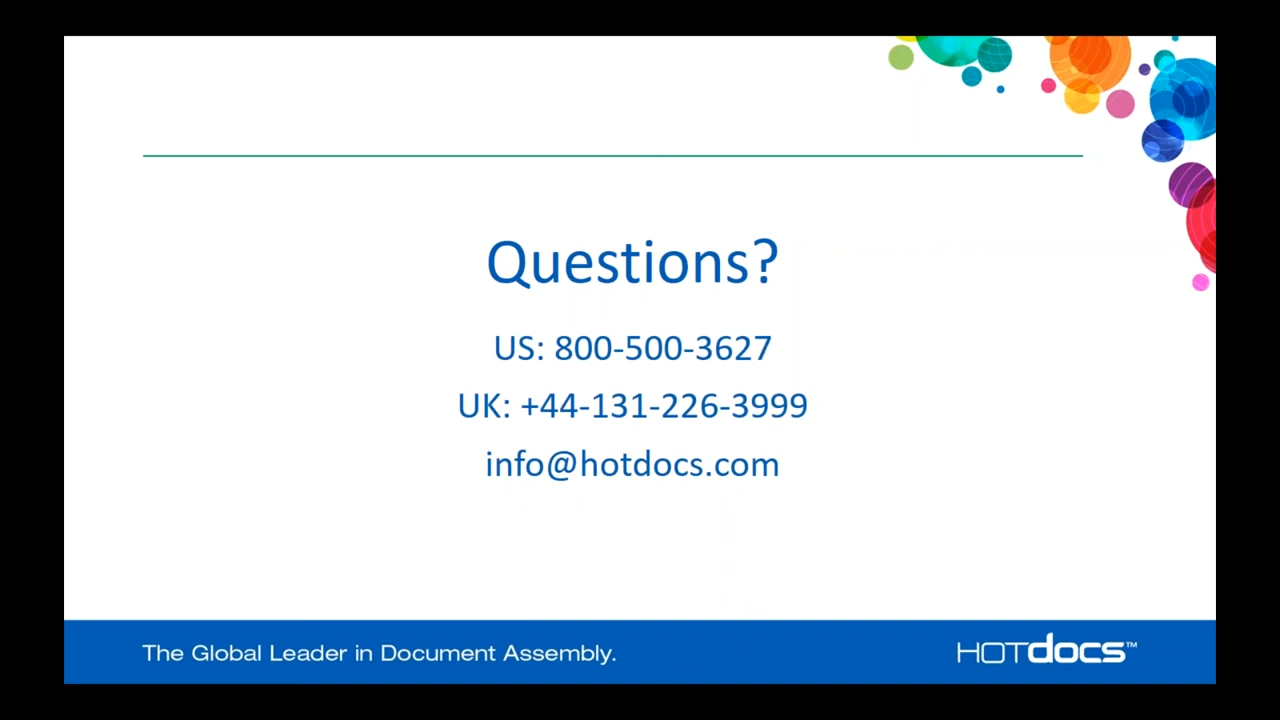 Questions?
US: 800-500-3627
UK: +44-131-226-3999
info@hotdocs.com
The Global Leader in Document Assembly.
HOTdocs™